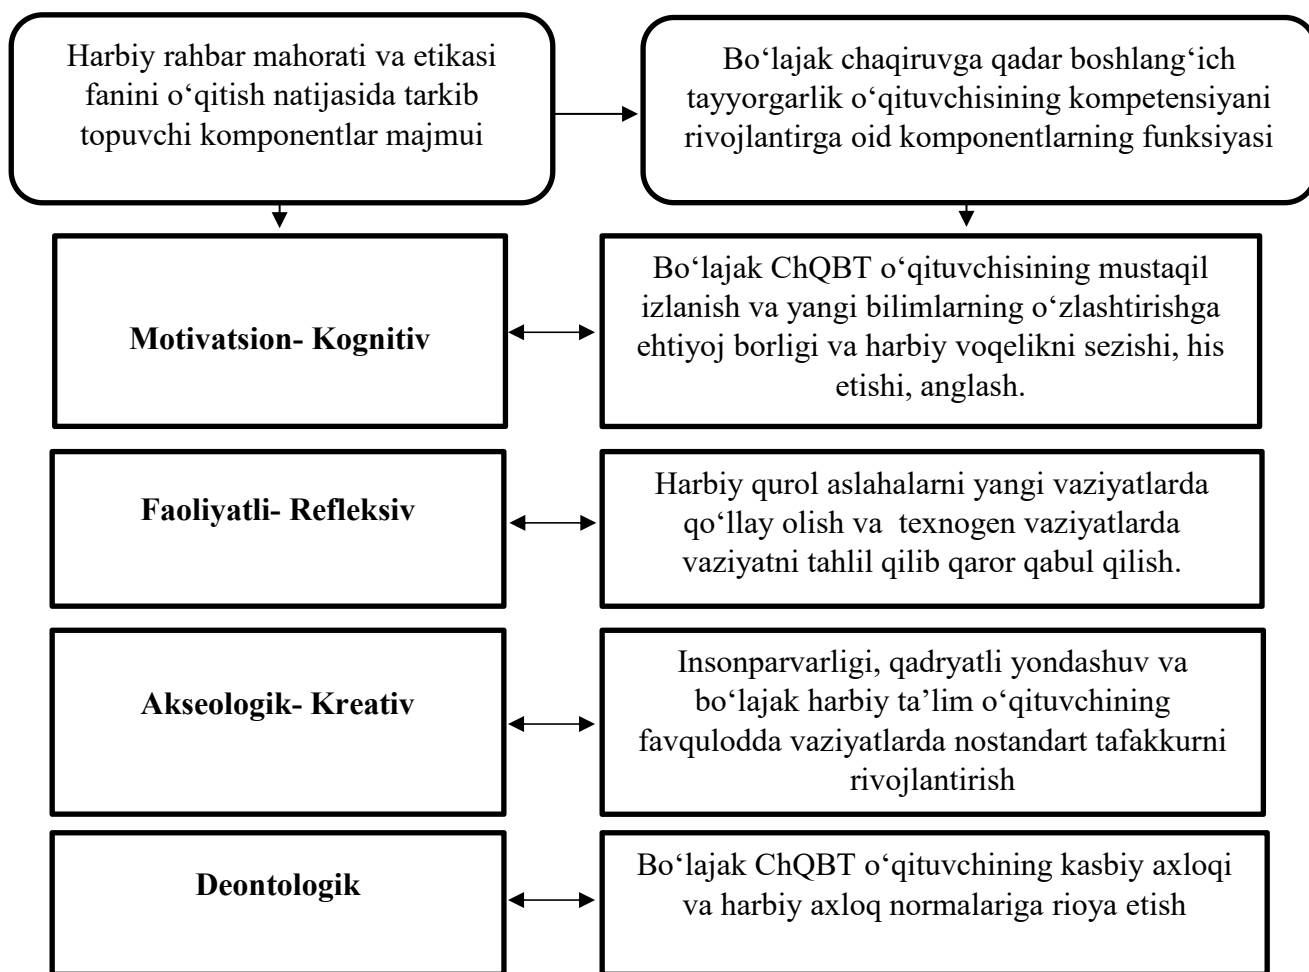 Harbiy rahbar mahorati va etikasi
fanini o‘qitish natijasida tarkib
topuvchi komponentlar majmui
Bo‘lajak chaqiruvga qadar boshlang‘ich
tayyorgarlik o‘qituvchisining kompetensiyani
rivojlantirga oid komponentlarning funksiyasi
Motivatsion- Kognitiv
Bo‘lajak ChQBT o‘qituvchisining mustaqil
izlanish va yangi bilimlarning o‘zlashtirishga
ehtiyoj borligi va harbiy voqelikni sezishi, his
etishi, anglash.
Faoliyatli- Refleksiv
Harbiy qurol aslahalarni yangi vaziyatlarda
qo‘llay olish va  texnogen vaziyatlarda
vaziyatni tahlil qilib qaror qabul qilish.
Akseologik- Kreativ
Insonparvarligi, qadryatli yondashuv va
bo‘lajak harbiy ta’lim o‘qituvchining
favqulodda vaziyatlarda nostandart tafakkurni
rivojlantirish
Deontologik
Bo‘lajak ChQBT o‘qituvchining kasbiy axloqi
va harbiy axloq normalariga rioya etish